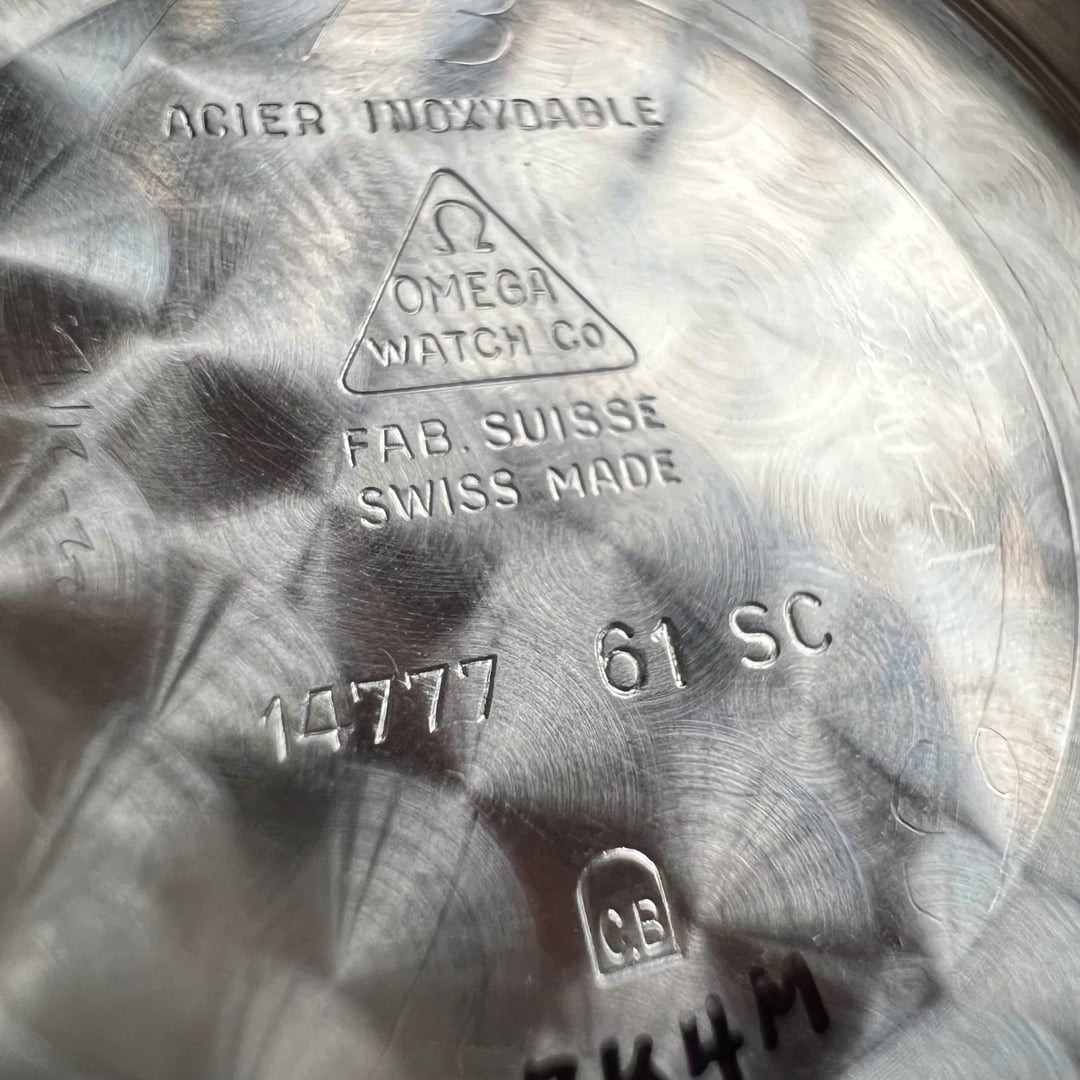 ACIER INOXYDABLE
Ω
OMEGA
WATCH CO
FAB. SUISSE
SWISS MADE
14777 61 SC
C.B